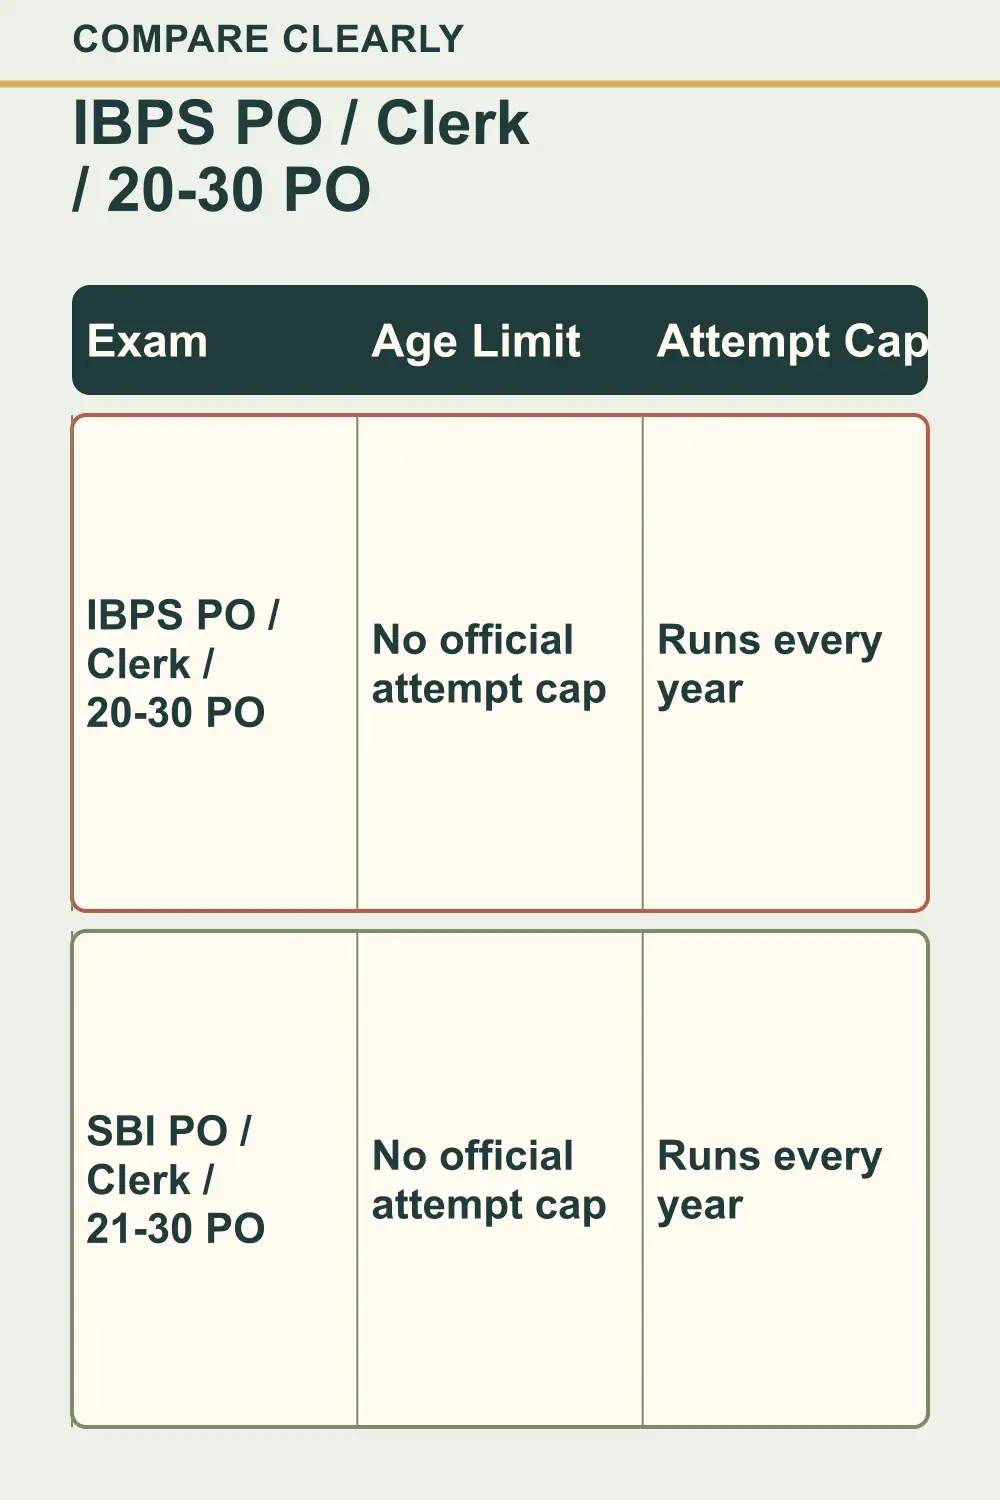 COMPARE CLEARLY
IBPS PO / Clerk
/ 20-30 PO
Exam
Age Limit
Attempt Cap
IBPS PO /
Clerk /
20-30 PO
No official
attempt cap
Runs every
year
SBI PO /
Clerk /
21-30 PO
No official
attempt cap
Runs every
year